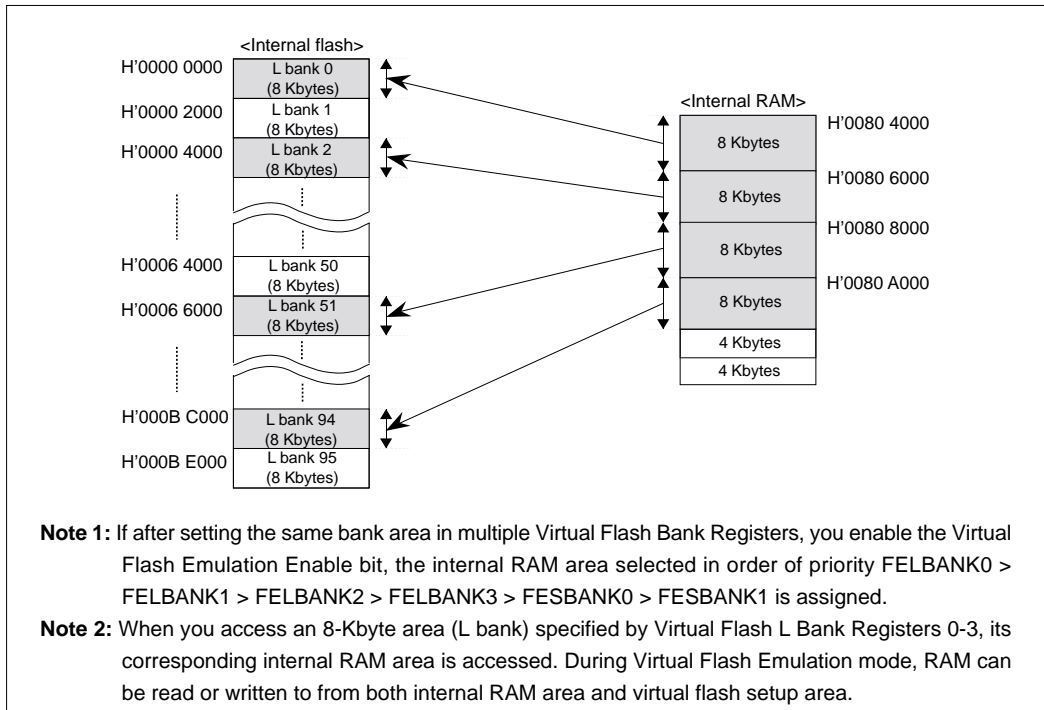 <Internal flash>
H'0000 0000
L bank 0
(8 Kbytes)
H'0000 2000
L bank 1
(8 Kbytes)
H'0000 4000
L bank 2
(8 Kbytes)
H'0006 4000
L bank 50
(8 Kbytes)
H'0006 6000
L bank 51
(8 Kbytes)
H'000B C000
L bank 94
(8 Kbytes)
H'000B E000
L bank 95
(8 Kbytes)
<Internal RAM>
8 Kbytes
H'0080 4000
8 Kbytes
H'0080 6000
8 Kbytes
H'0080 8000
8 Kbytes
H'0080 A000
4 Kbytes
4 Kbytes
Note 1: If after setting the same bank area in multiple Virtual Flash Bank Registers, you enable the Virtual
Flash Emulation Enable bit, the internal RAM area selected in order of priority FELBANK0 >
FELBANK1 > FELBANK2 > FELBANK3 > FESBANK0 > FESBANK1 is assigned.
Note 2: When you access an 8-Kbyte area (L bank) specified by Virtual Flash L Bank Registers 0-3, its
corresponding internal RAM area is accessed. During Virtual Flash Emulation mode, RAM can
be read or written to from both internal RAM area and virtual flash setup area.